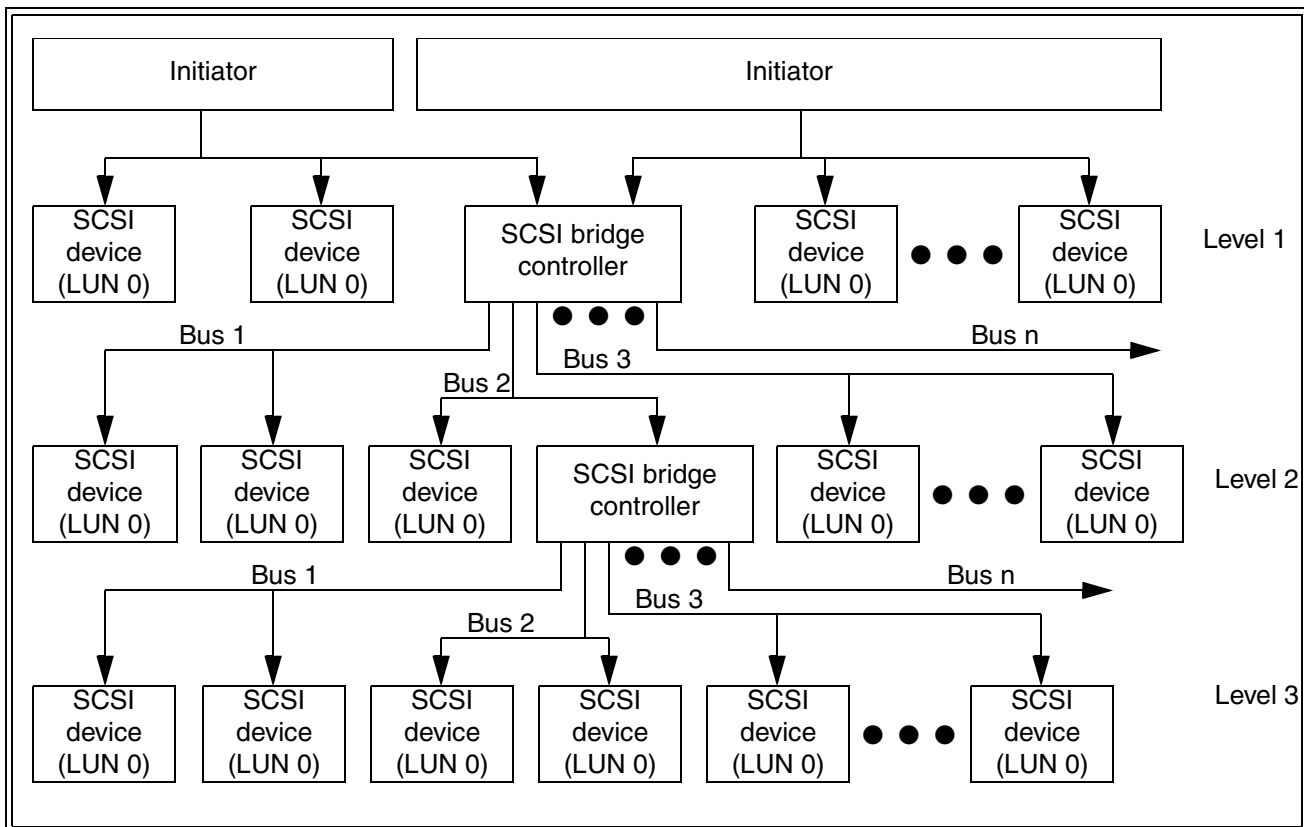 Initiator
Initiator
SCSI
device
(LUN 0)
SCSI
device
(LUN 0)
SCSI bridge
controller
SCSI
device
(LUN 0)
SCSI
device
(LUN 0)
Level 1
Bus 1
Bus n
Bus 3
Bus 2
SCSI
device
(LUN 0)
SCSI
device
(LUN 0)
SCSI
device
(LUN 0)
SCSI bridge
controller
SCSI
device
(LUN 0)
SCSI
device
(LUN 0)
Level 2
Bus 1
Bus n
Bus 3
Bus 2
SCSI
device
(LUN 0)
SCSI
device
(LUN 0)
SCSI
device
(LUN 0)
SCSI
device
(LUN 0)
SCSI
device
(LUN 0)
SCSI
device
(LUN 0)
Level 3